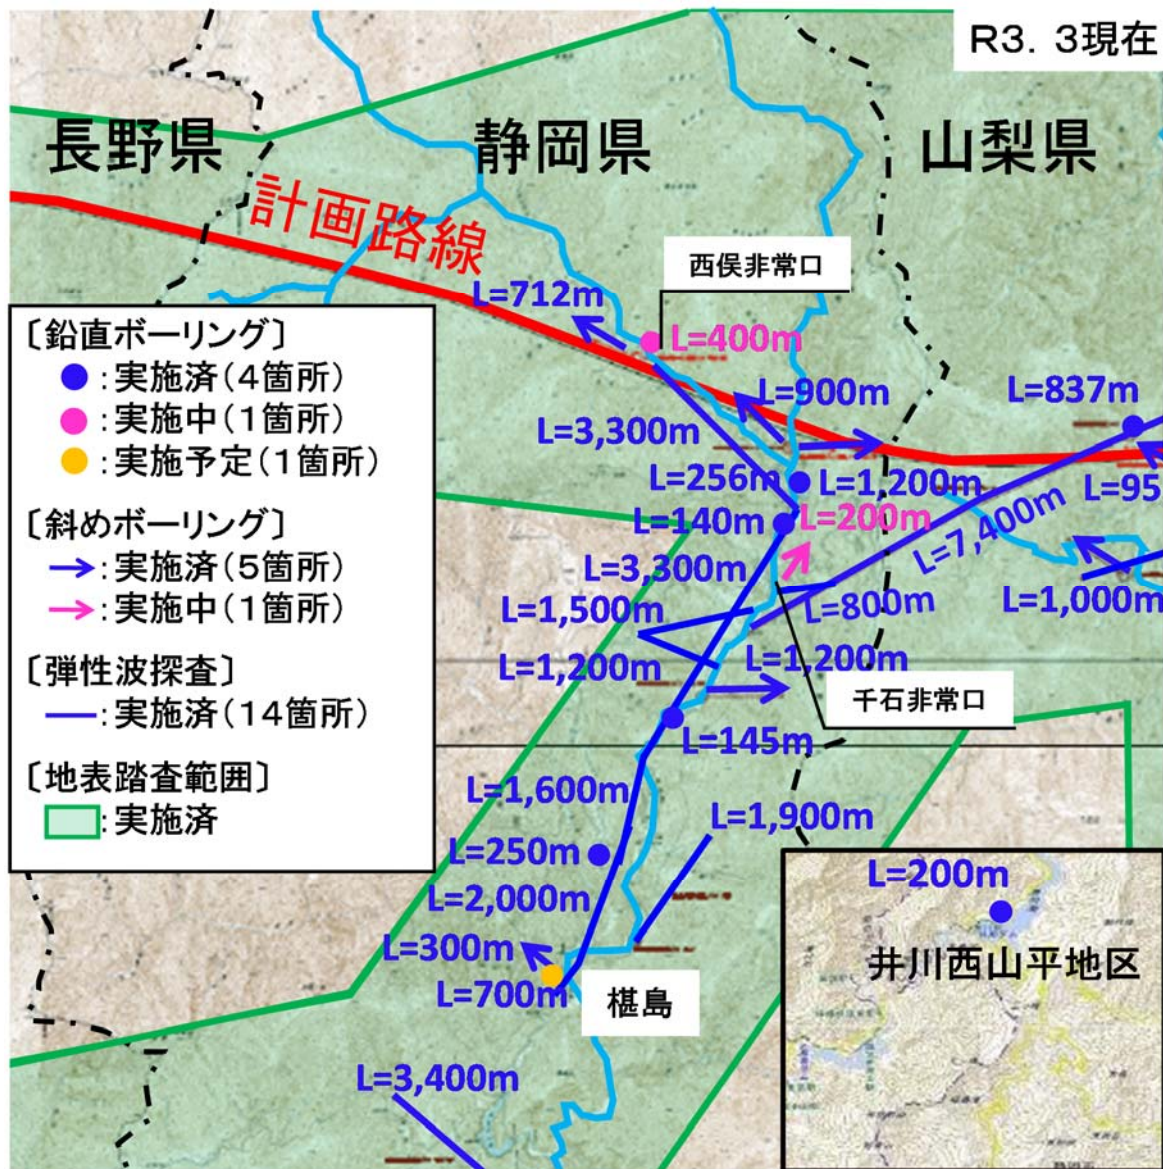 R3. 3現在
長野県
静岡県
山梨県
計画路線
西俣非常口
L=712m
L=400m
L=900m
L=837m
L=3,300m
L=256m
L=1,200m
L=95
L=140m
L=200m
L=7,400m
L=3,300m
L=800m
L=1,000m
L=1,500m
L=1,200m
L=1,200m
千石非常口
L=145m
L=1,600m
L=1,900m
L=250m
L=2,000m
L=300m
L=700m
椹島
L=3,400m
〔鉛直ボーリング〕
:実施済(4箇所)
:実施中(1箇所)
:実施予定(1箇所)
〔斜めボーリング〕
:実施済(5箇所)
:実施中(1箇所)
〔弾性波探査〕
:実施済(14箇所)
〔地表踏査範囲〕
:実施済
L=200m
井川西山平地区